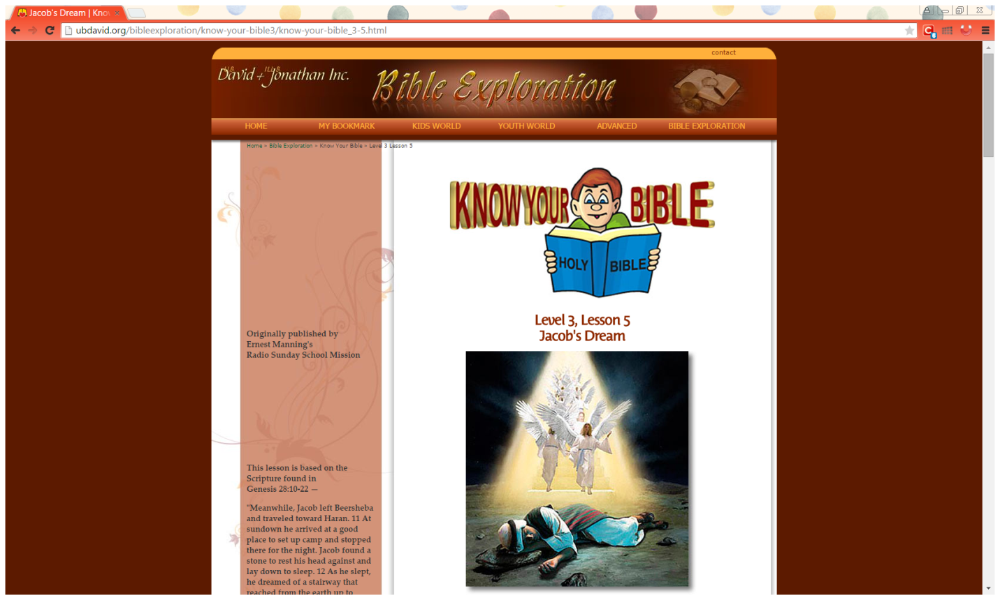 Jacob's Dream | Kno
ubdavid.org/bibleexploration/know-your-bible3/know-your-bible_3-5.html
6
contact
U B ILL B
David + Jonathan Inc.
Bible Exploration
HOME MY BOOKMARK KIDS WORLD YOUTH WORLD ADVANCED BIBLE EXPLORATION
Home » Bible Exploration » Know Your Bible » Level 3 Lesson 5
KNOW YOUR BIBLE
HOLY BIBLE
Level 3, Lesson 5
Jacob's Dream
Originally published by
Ernest Manning's
Radio Sunday School Mission
This lesson is based on the
Scripture found in
Genesis 28:10-22 —
"Meanwhile, Jacob left Beersheba
and traveled toward Haran. 11 At
sundown he arrived at a good
place to set up camp and stopped
there for the night. Jacob found a
stone to rest his head against and
lay down to sleep. 12 As he slept,
he dreamed of a stairway that
reached from the earth up to